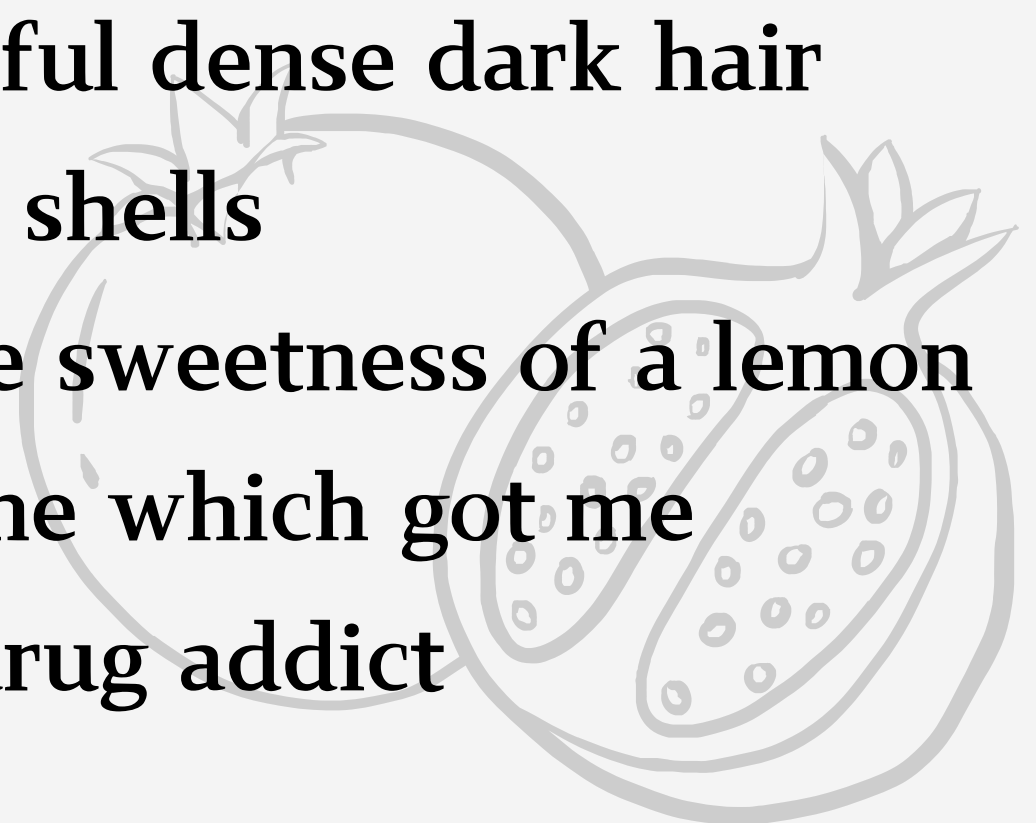 ful dense dark hair
shells
e sweetness of a lemon
ne which got me
rug addict